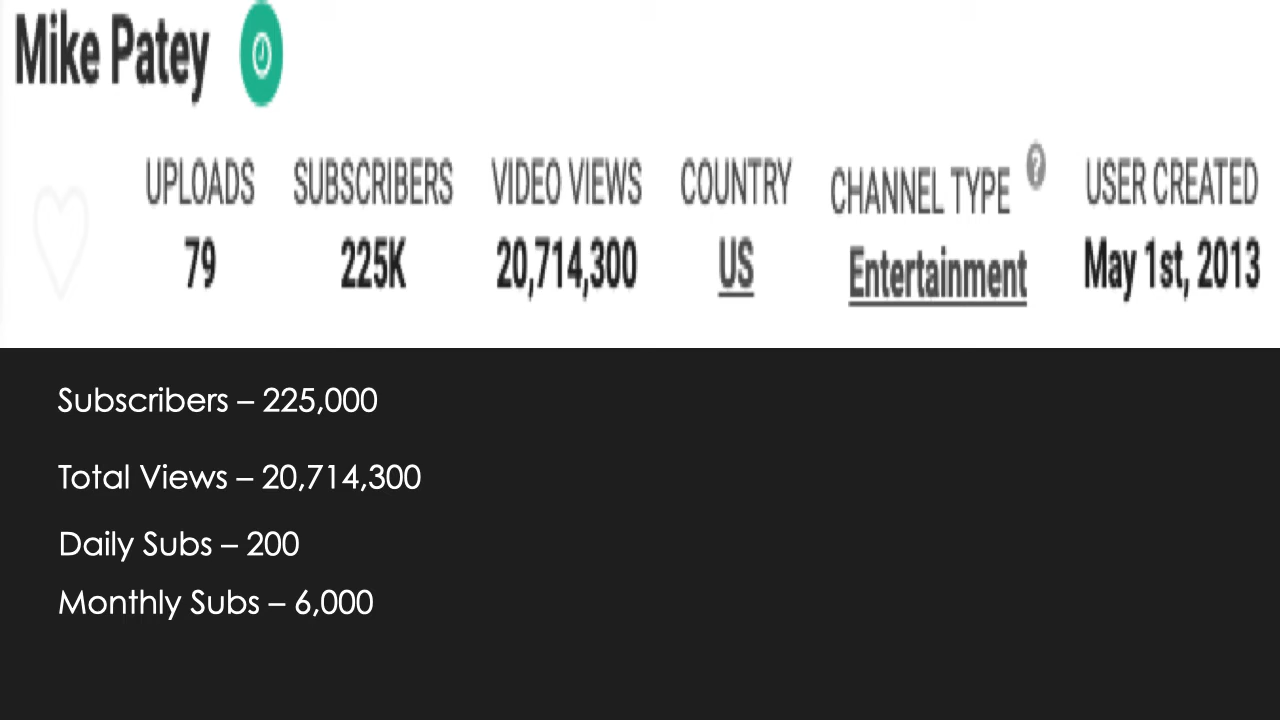 Mike Patey
UPLOADS SUBSCRIBERS VIDEO VIEWS COUNTRY CHANNEL TYPE ? USER CREATED
79 225K 20,714,300 US Entertainment May 1st, 2013
Subscribers – 225,000
Total Views – 20,714,300
Daily Subs – 200
Monthly Subs – 6,000